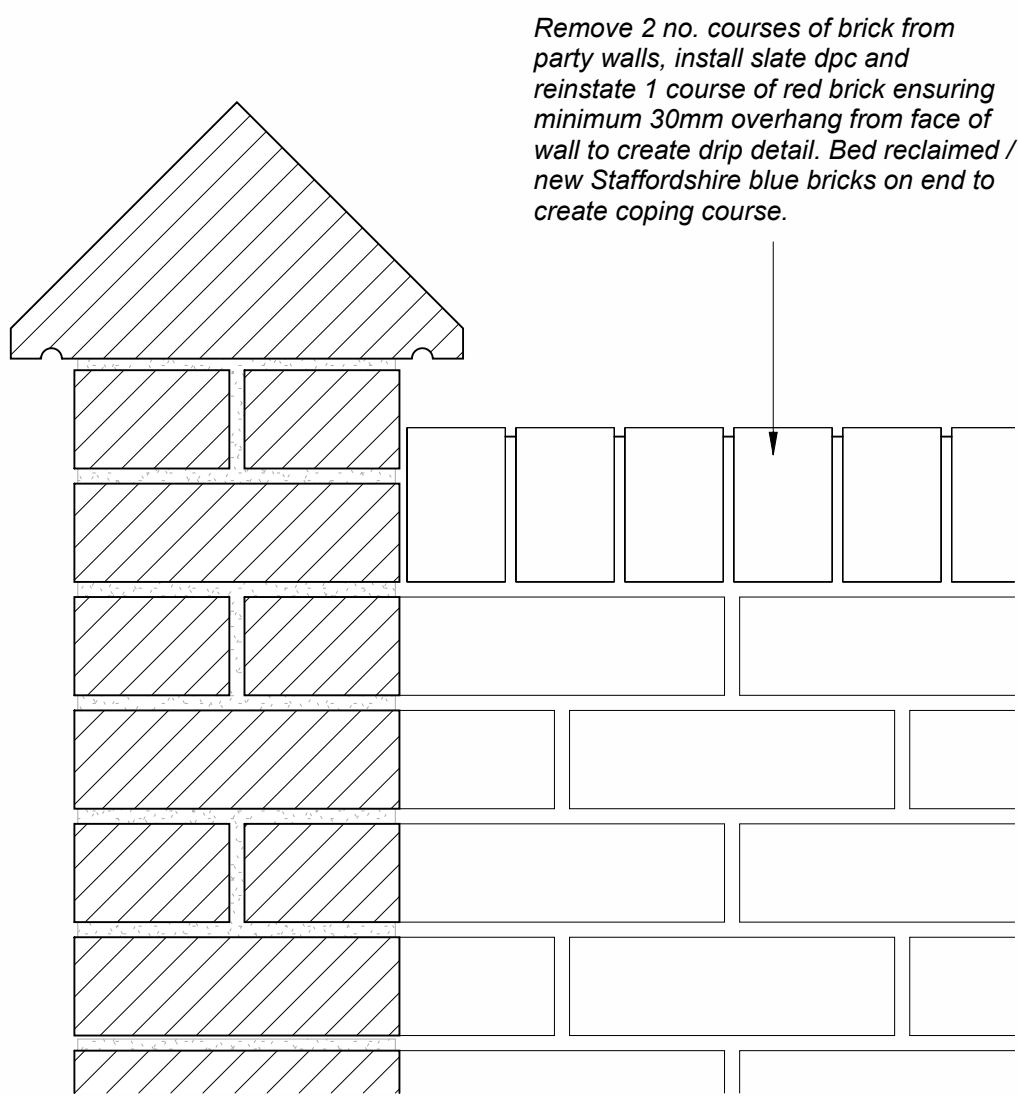 Remove 2 no. courses of brick from
party walls, install slate dpc and
reinstate 1 course of red brick ensuring
minimum 30mm overhang from face of
wall to create drip detail. Bed reclaimed /
new Staffordshire blue bricks on end to
create coping course.